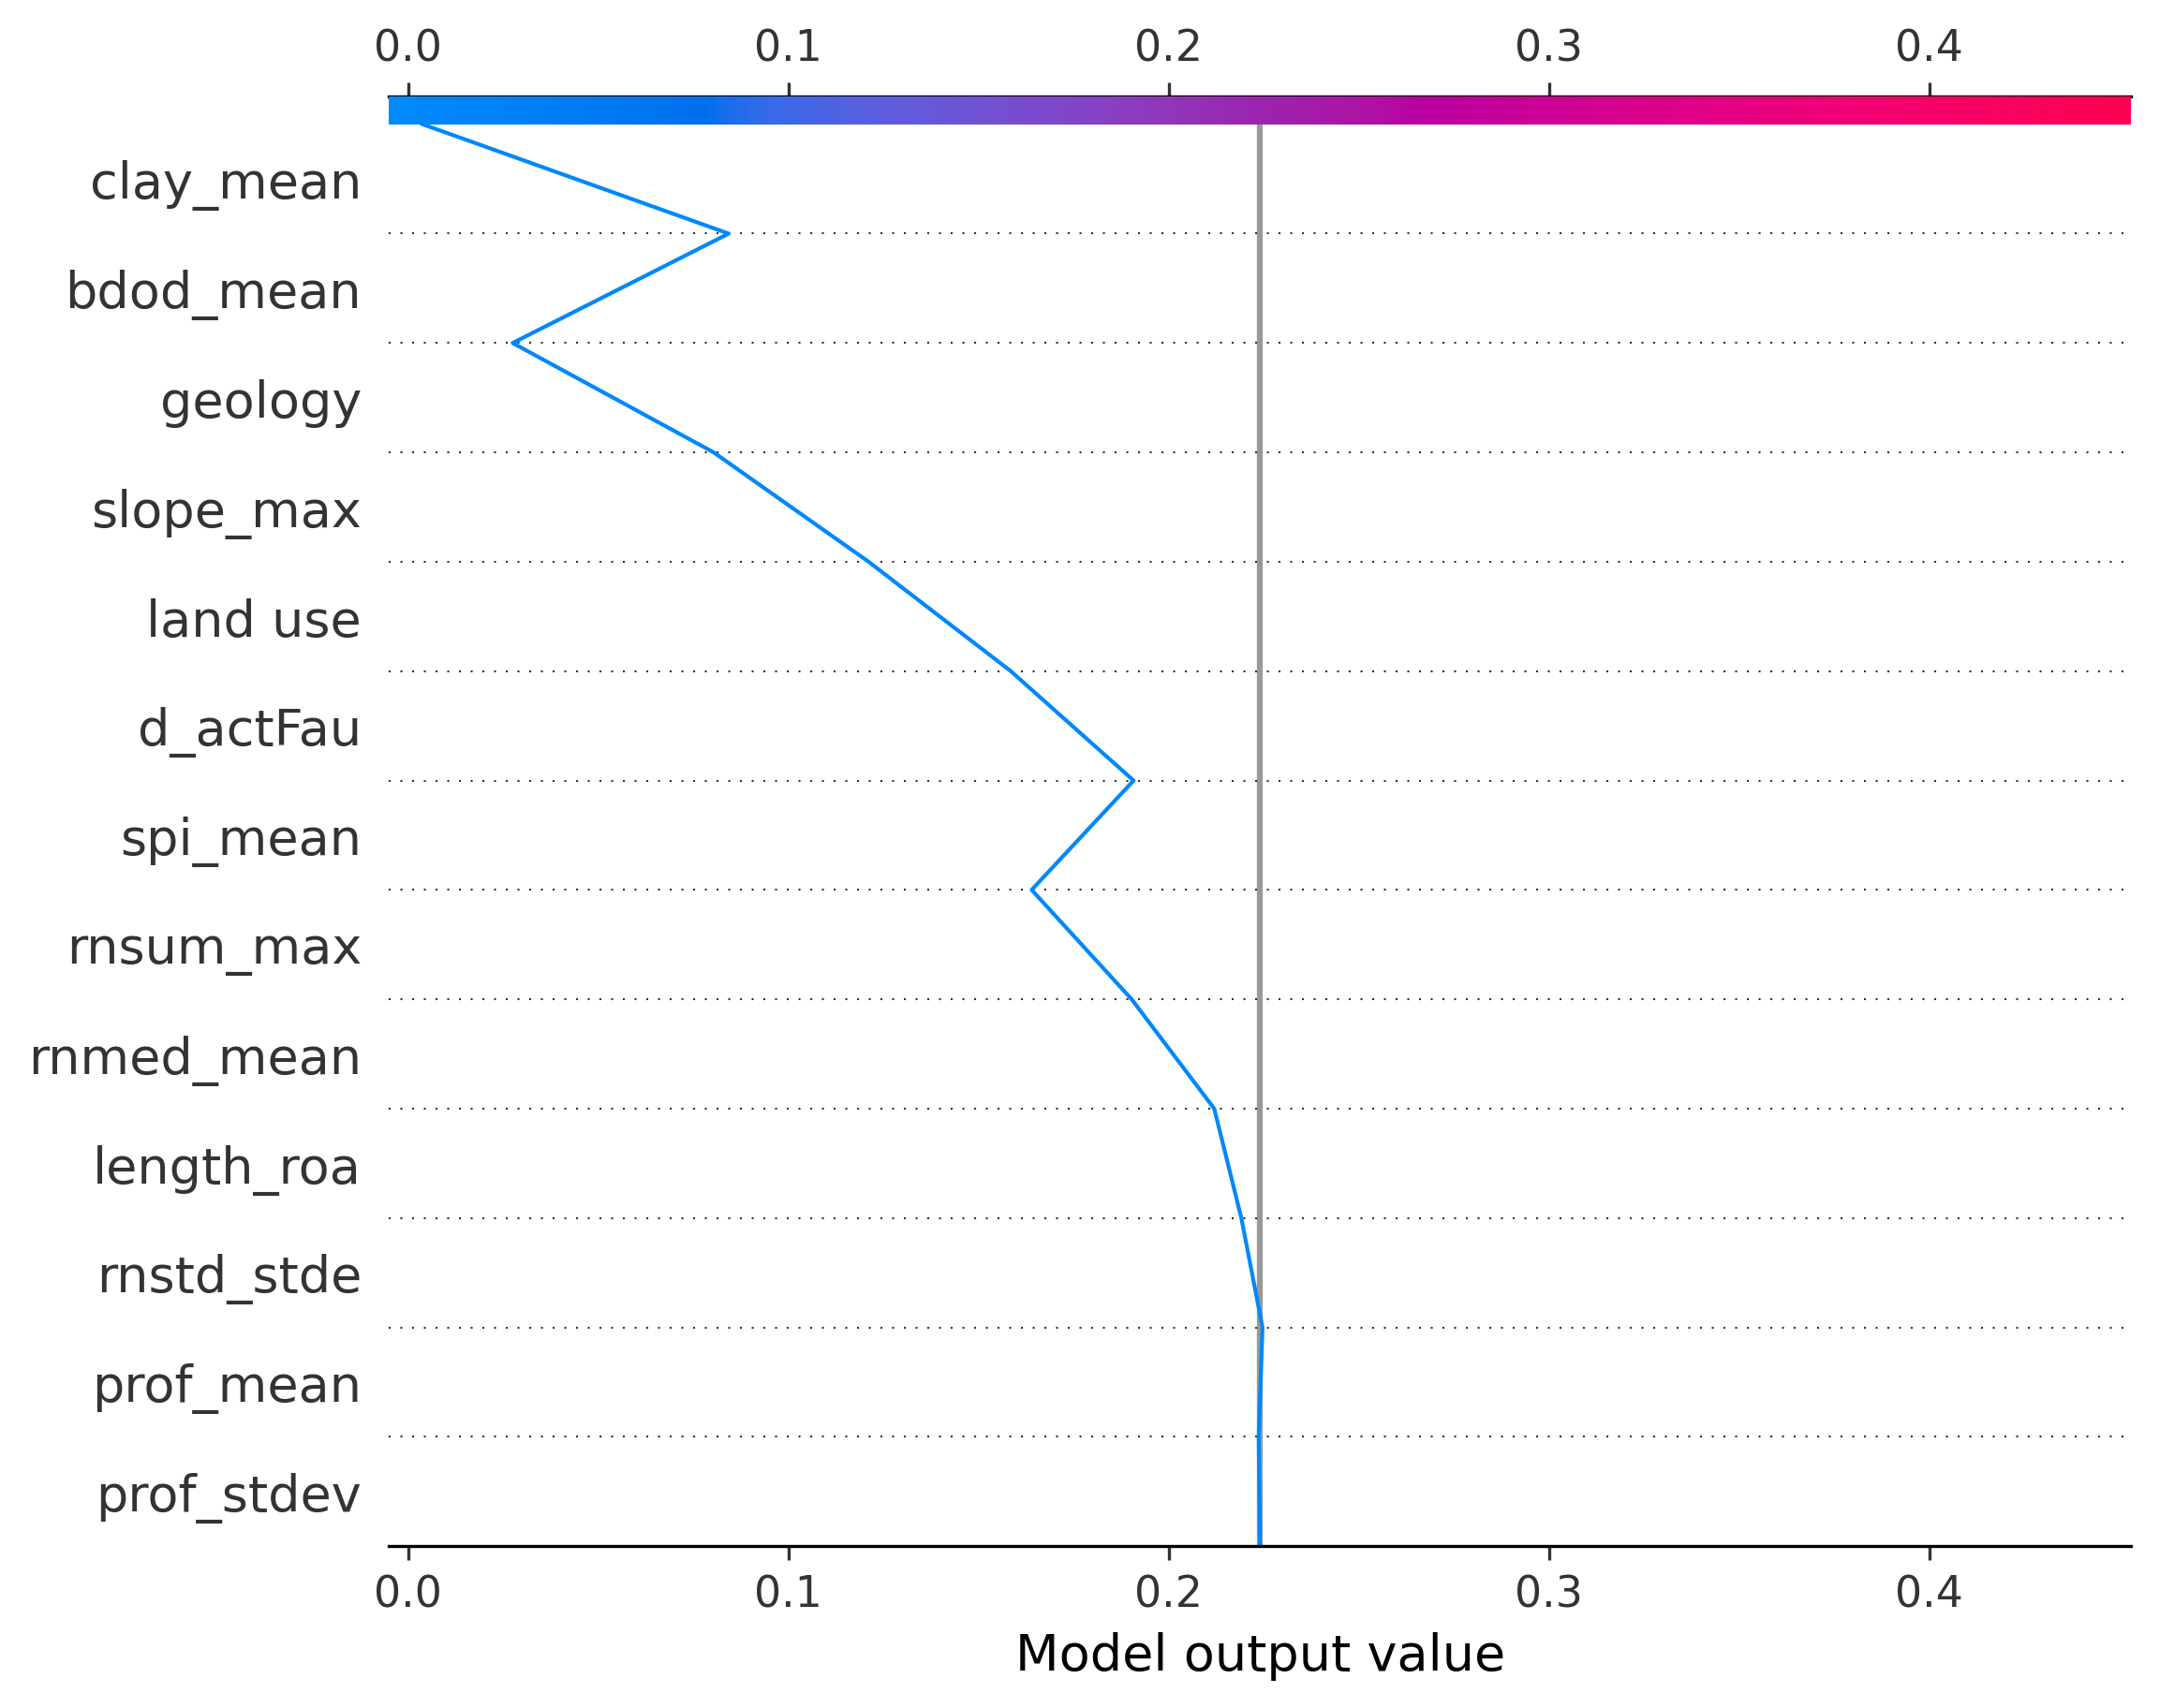 0.0 0.1 0.2 0.3 0.4
clay_mean
bdod_mean
geology
slope_max
land use
d_actFau
spi_mean
rnsum_max
rnmed_mean
length_roa
rnstd_stde
prof_mean
prof_stdev
0.0 0.1 0.2 0.3 0.4
Model output value